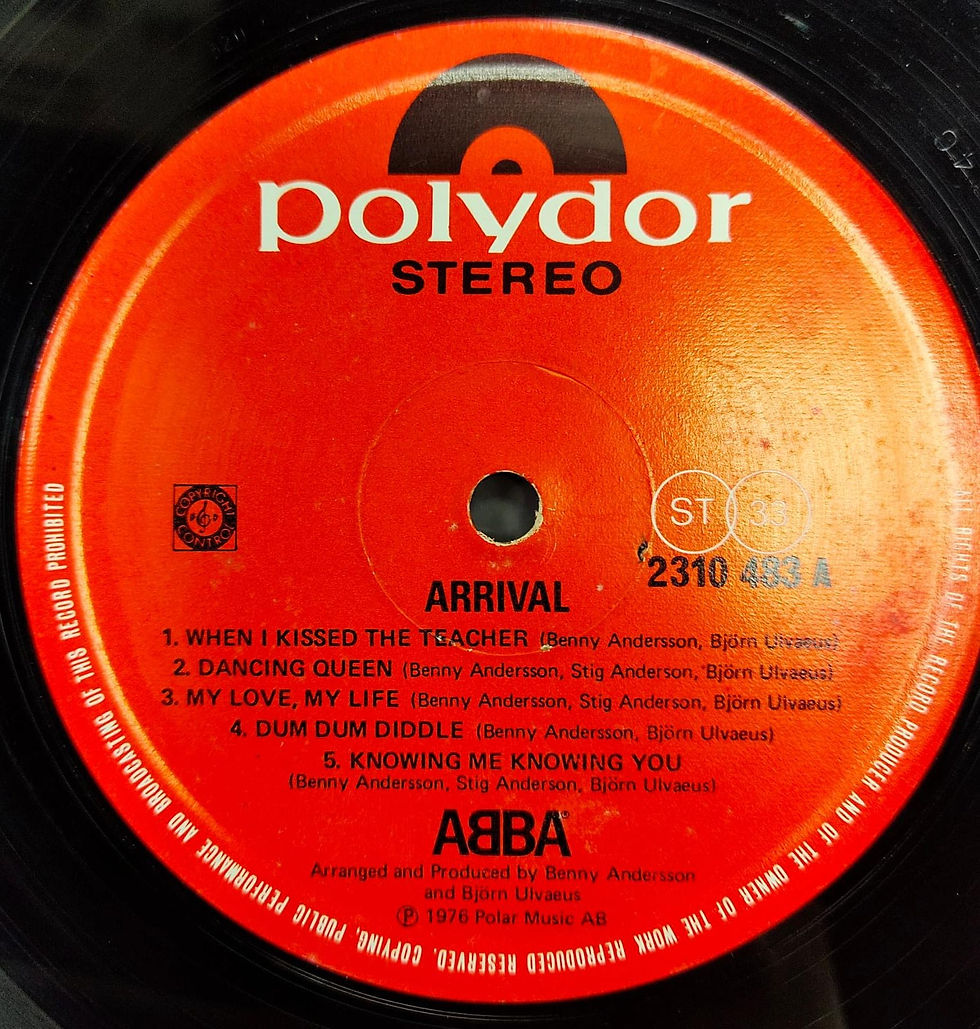 polydor
STEREO
COPYRIGHT
CONTROL
ST 33
2310 483 A
ARRIVAL
1. WHEN I KISSED THE TEACHER (Benny Andersson, Björn Ulvaeus)
2. DANCING QUEEN (Benny Andersson, Stig Anderson, Björn Ulvaeus)
3. MY LOVE, MY LIFE (Benny Andersson, Stig Anderson, Björn Ulvaeus)
4. DUM DUM DIDDLE (Benny Andersson, Björn Ulvaeus)
5. KNOWING ME KNOWING YOU
(Benny Andersson, Stig Anderson, Björn Ulvaeus)
ABBA®
Arranged and Produced by Benny Andersson
and Björn Ulvaeus
℗ 1976 Polar Music AB
ALL RIGHTS OF THE RECORD PRODUCER AND OF THE OWNER OF THE WORK REPRODUCED RESERVED. COPYING, PUBLIC PERFORMANCE AND BROADCASTING OF THIS RECORD PROHIBITED